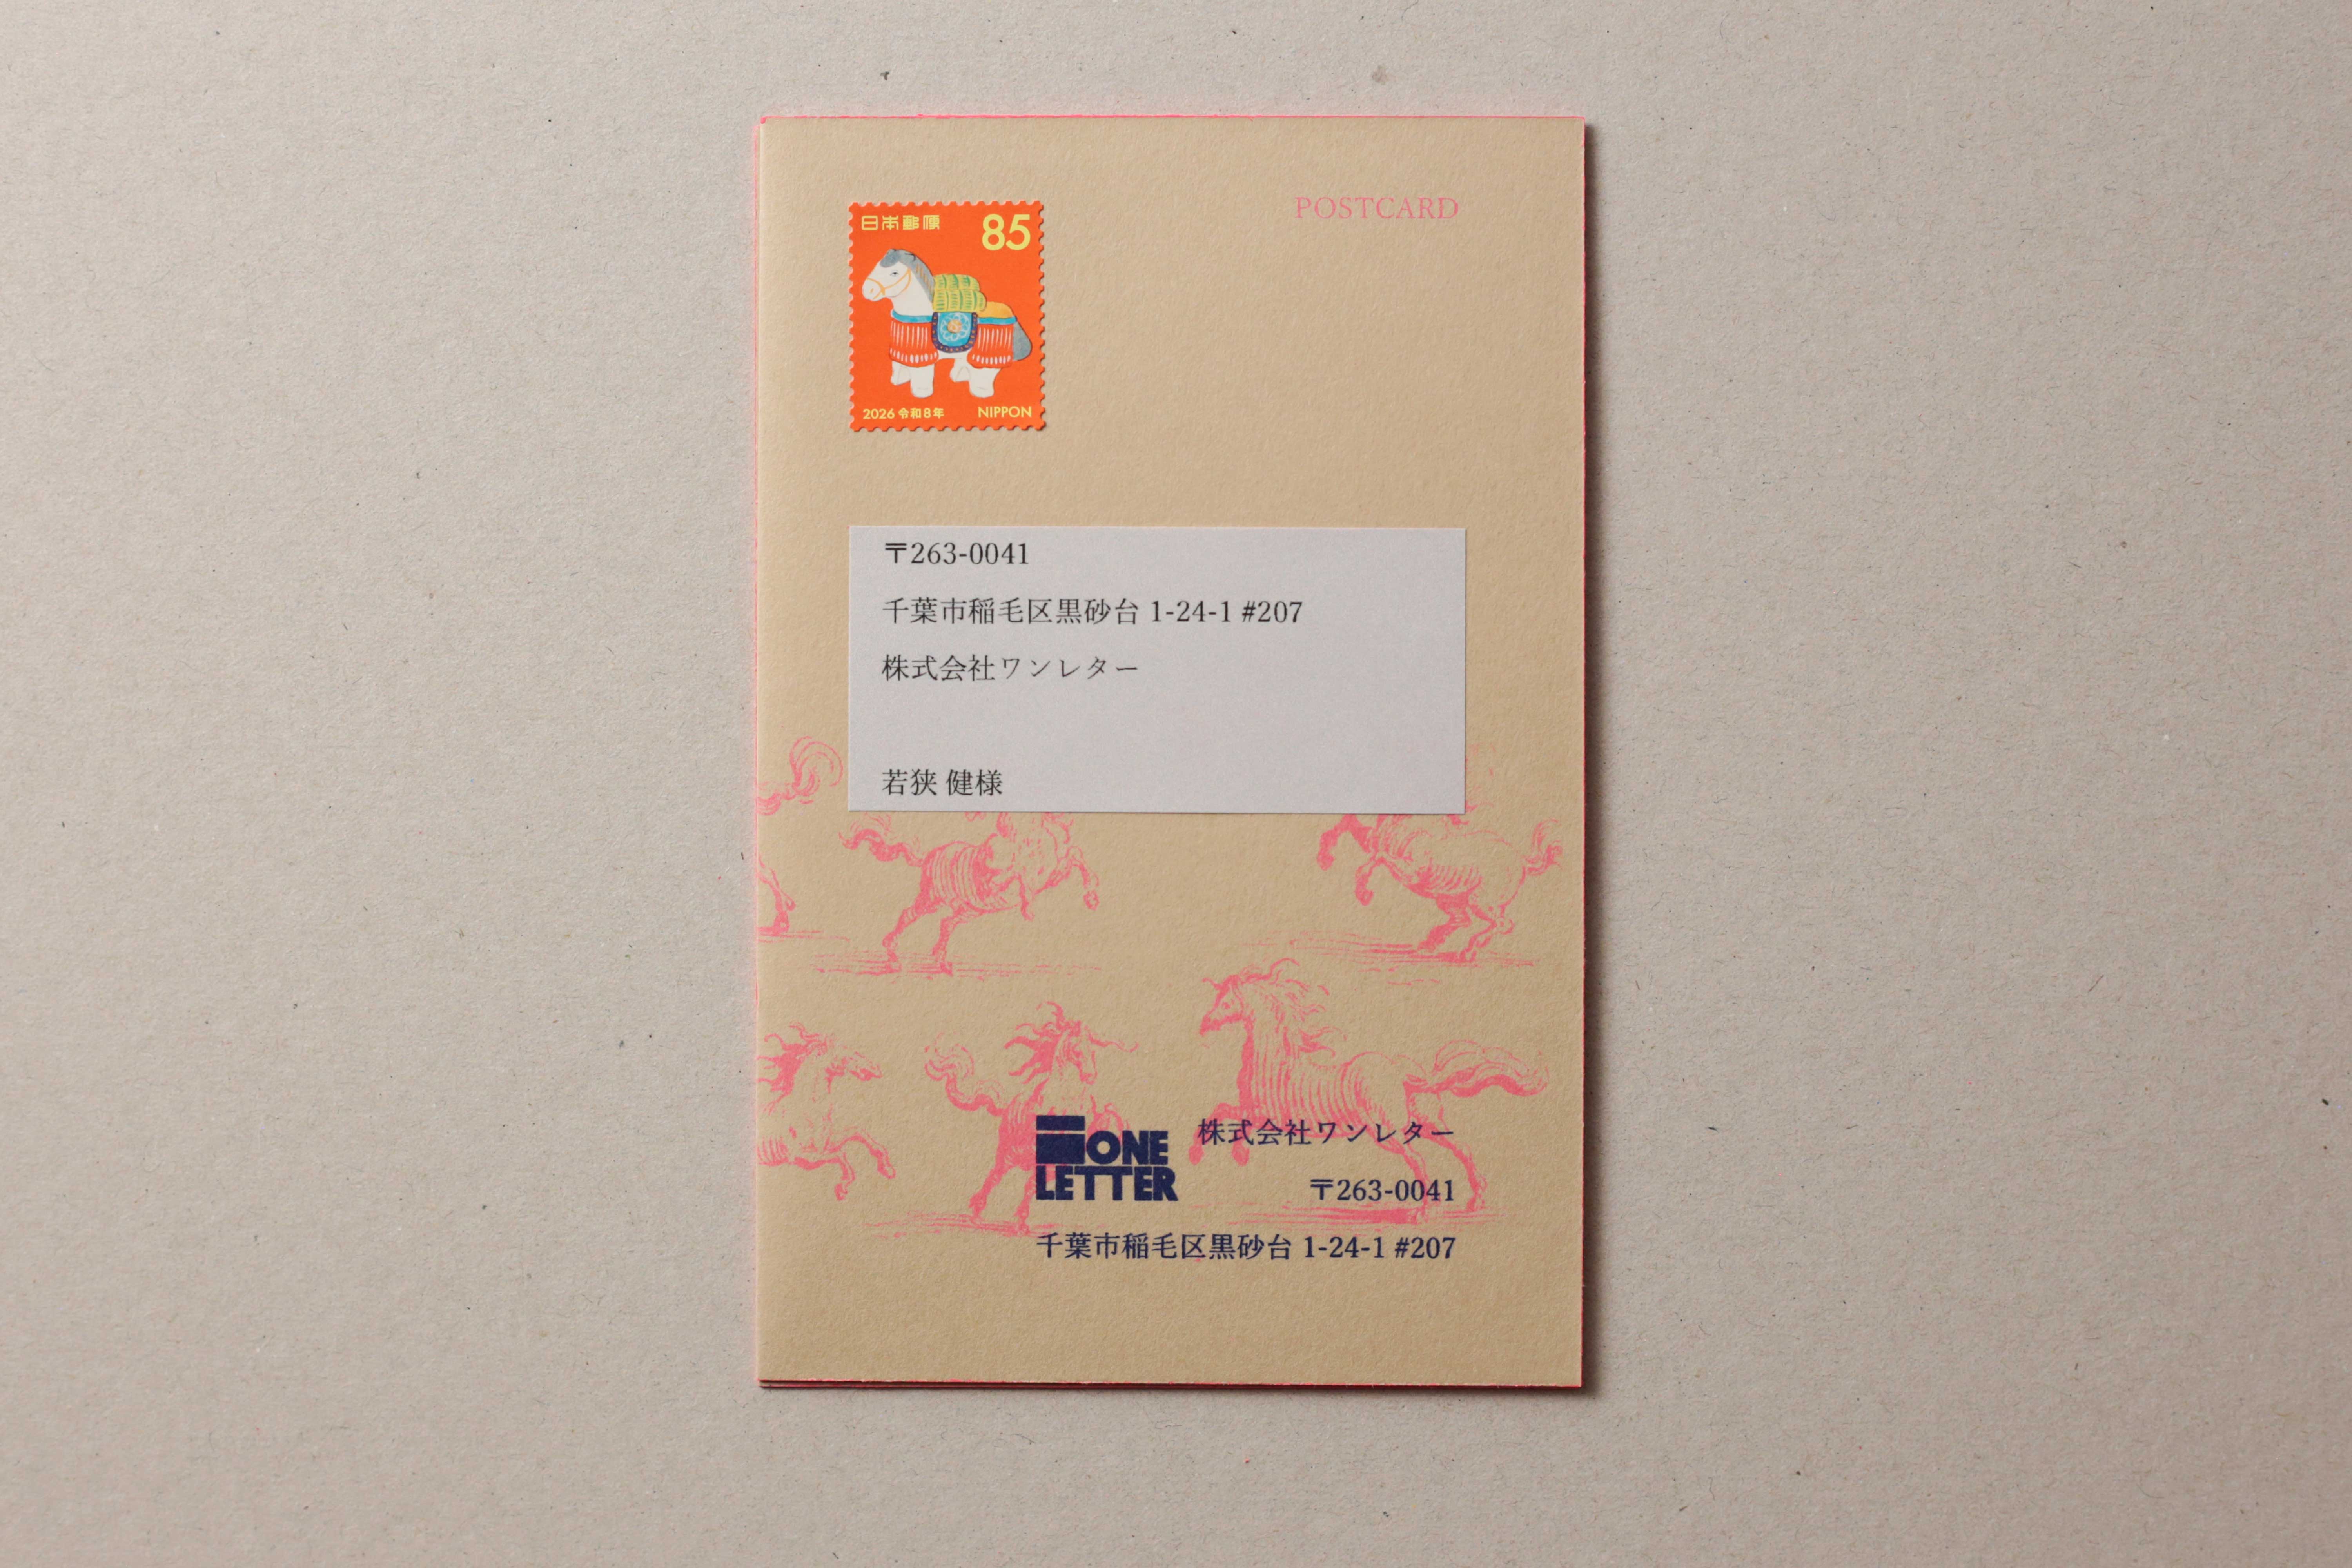 日本郵便 85
2026 令和8年 NIPPON
POSTCARD
〒263-0041
千葉市稲毛区黒砂台 1-24-1 #207
株式会社ワンレター
若狭 健様
ONE
LETTER
株式会社ワンレター
〒263-0041
千葉市稲毛区黒砂台 1-24-1 #207